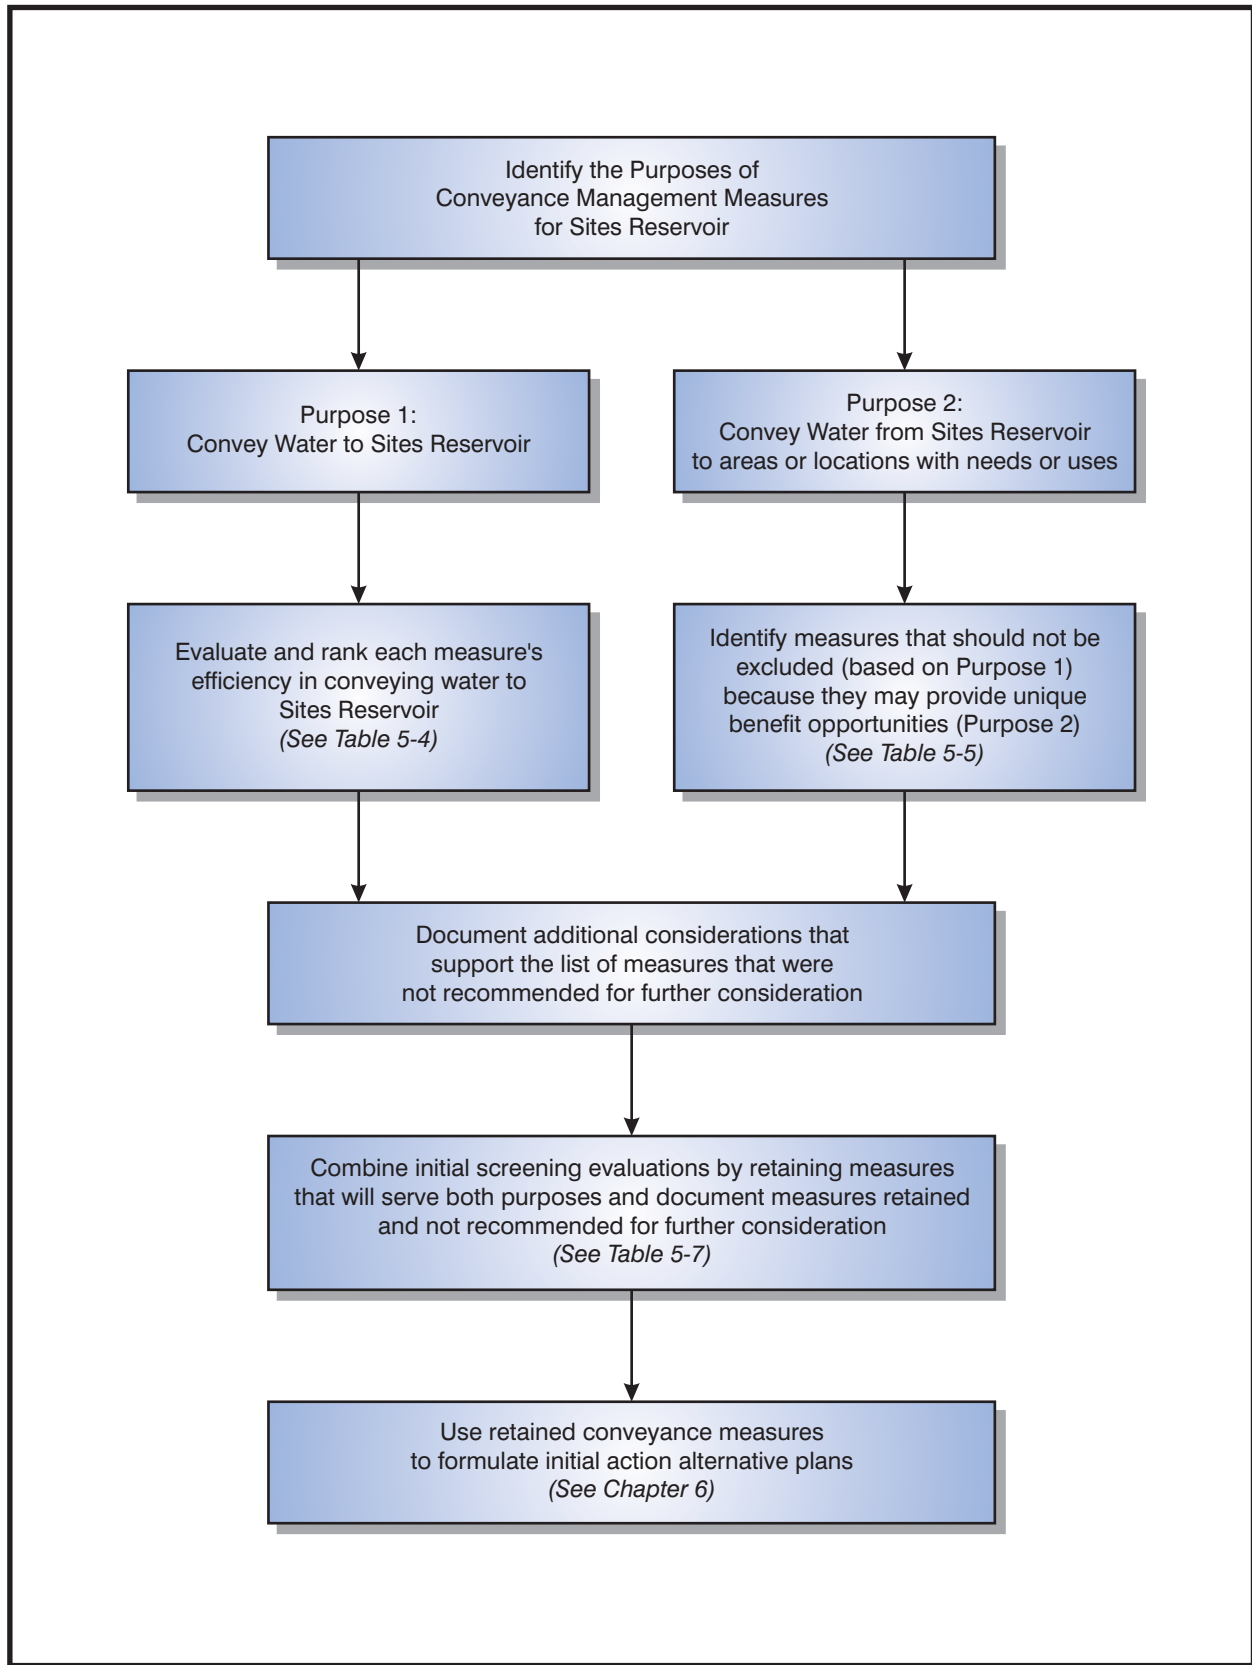 Identify the Purposes of
Conveyance Management Measures
for Sites Reservoir
Purpose 1:
Convey Water to Sites Reservoir
Purpose 2:
Convey Water from Sites Reservoir
to areas or locations with needs or uses
Evaluate and rank each measure's
efficiency in conveying water to
Sites Reservoir
(See Table 5-4)
Identify measures that should not be
excluded (based on Purpose 1)
because they may provide unique
benefit opportunities (Purpose 2)
(See Table 5-5)
Document additional considerations that
support the list of measures that were
not recommended for further consideration
Combine initial screening evaluations by retaining measures
that will serve both purposes and document measures retained
and not recommended for further consideration
(See Table 5-7)
Use retained conveyance measures
to formulate initial action alternative plans
(See Chapter 6)